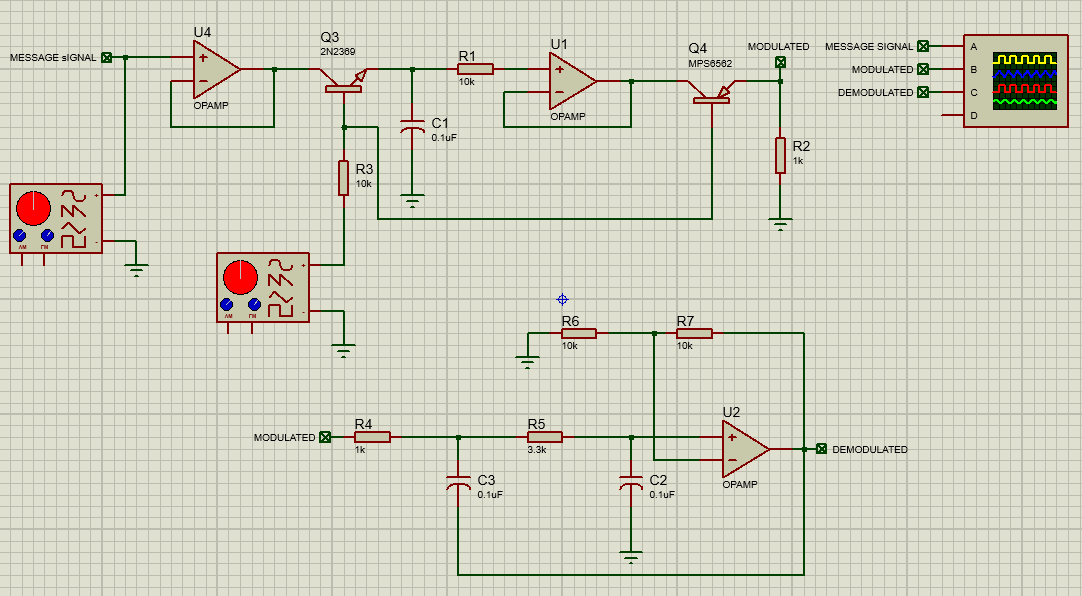 U4
MESSAGE sIGNAL
OPAMP
Q3
2N2369
R1
10k
U1
OPAMP
Q4
MPS6562
MODULATED
MESSAGE SIGNAL
MODULATED
DEMODULATED
A
B
C
D
C1
0.1uF
R3
10k
R2
1k
+
-
AM
FM
+
-
AM
FM
R6
10k
R7
10k
MODULATED
R4
1k
R5
3.3k
U2
OPAMP
DEMODULATED
C3
0.1uF
C2
0.1uF